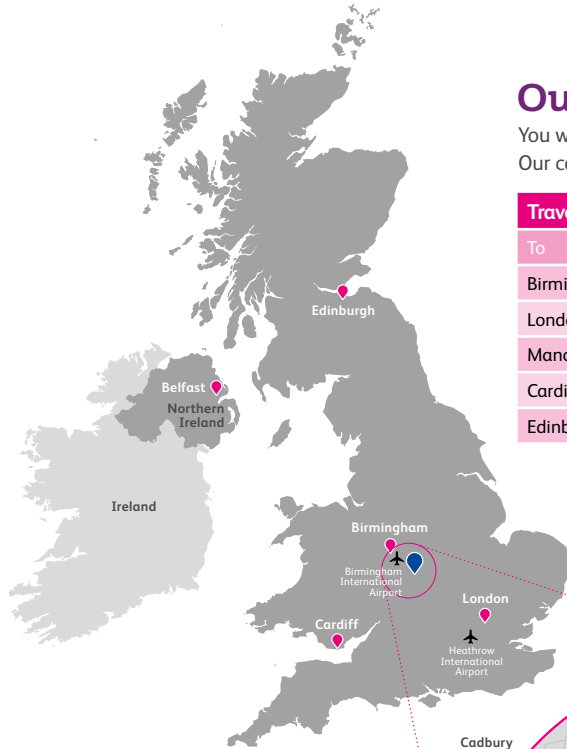 Edinburgh
Belfast
Northern
Ireland
Ireland
Birmingham
Birmingham
International
Airport
London
Cardiff
Heathrow
International
Airport
Cadbury
Ou
You w
Our c
Trav
To
Birmi
Lond
Manc
Cardi
Edinb